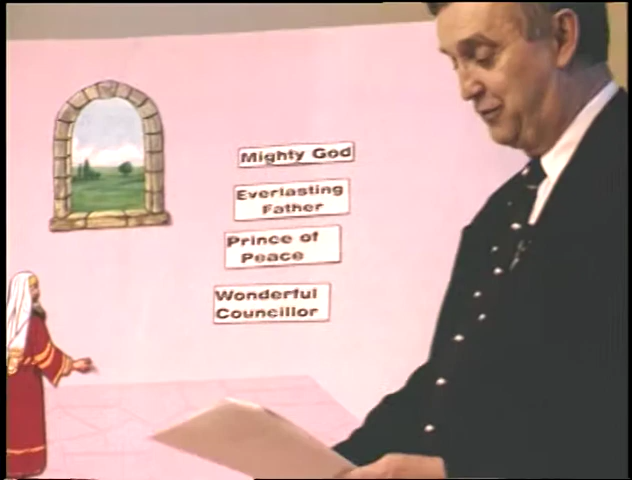 Mighty God
Everlasting
Father
Prince of
Peace
Wonderful
Councillor